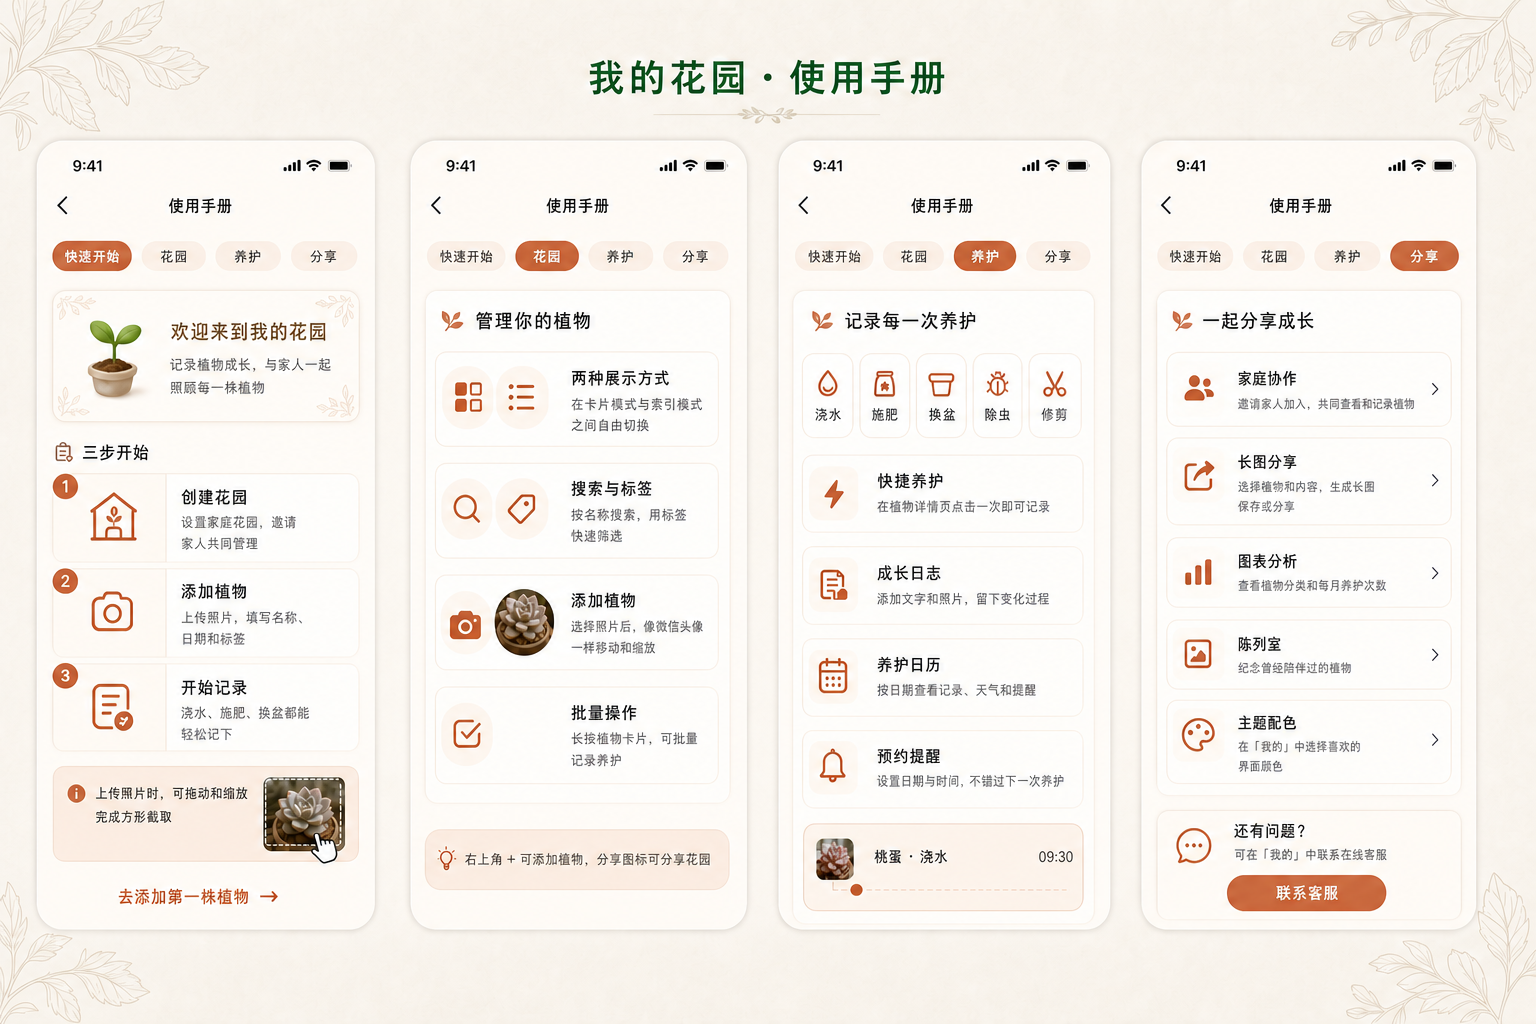 我的花园·使用手册
9:41
使用手册
快速开始 花园 养护 分享
欢迎来到我的花园
记录植物成长，与家人一起
照顾每一株植物
三步开始
1
创建花园
设置家庭花园，邀请
家人共同管理
2
添加植物
上传照片，填写名称、
日期和标签
3
开始记录
浇水、施肥、换盆都能
轻松记下
上传照片时，可拖动和缩放
完成方形截取
去添加第一株植物 →
9:41
使用手册
快速开始 花园 养护 分享
管理你的植物
两种展示方式
在卡片模式与索引模式
之间自由切换
搜索与标签
按名称搜索，用标签
快速筛选
添加植物
选择照片后，像微信头像
一样移动和缩放
批量操作
长按植物卡片，可批量
记录养护
右上角 + 可添加植物，分享图标可分享花园
9:41
使用手册
快速开始 花园 养护 分享
记录每一次养护
浇水 施肥 换盆 除虫 修剪
快捷养护
在植物详情页点击一次即可记录
成长日志
添加文字和照片，留下变化过程
养护日历
按日期查看记录、天气和提醒
预约提醒
设置日期与时间，不错过下一次养护
桃蛋·浇水 09:30
9:41
使用手册
快速开始 花园 养护 分享
一起分享成长
家庭协作
邀请家人加入，共同查看和记录植物
长图分享
选择植物和内容，生成长图
保存或分享
图表分析
查看植物分类和每月养护次数
陈列室
纪念曾经陪伴过的植物
主题配色
在「我的」中选择喜欢的
界面颜色
还有问题？
可在「我的」中联系在线客服
联系客服